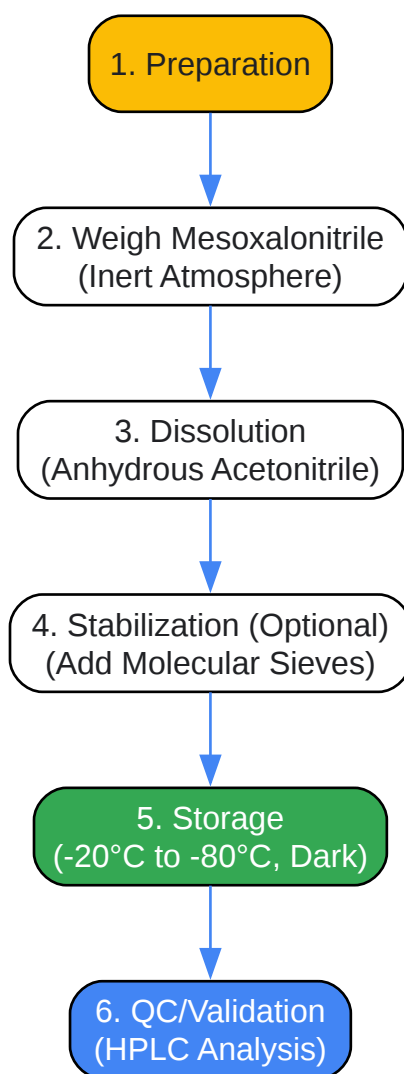 1. Preparation
2. Weigh Mesoxalonitrile
(Inert Atmosphere)
3. Dissolution
(Anhydrous Acetonitrile)
4. Stabilization (Optional)
(Add Molecular Sieves)
5. Storage
(-20°C to -80°C, Dark)
6. QC/Validation
(HPLC Analysis)